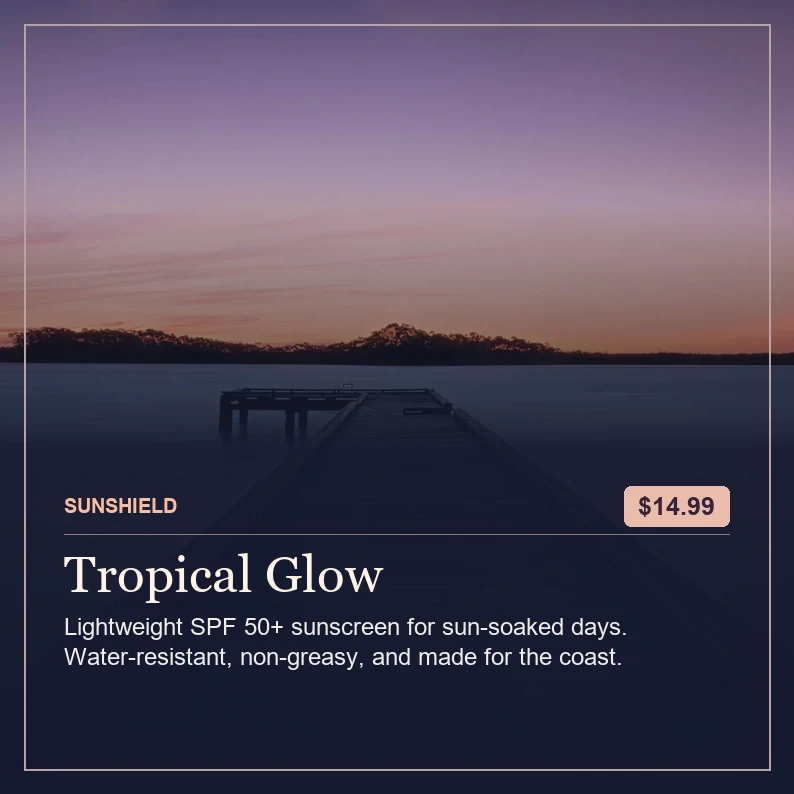 SUNSHIELD
$14.99
Tropical Glow
Lightweight SPF 50+ sunscreen for sun-soaked days.
Water-resistant, non-greasy, and made for the coast.